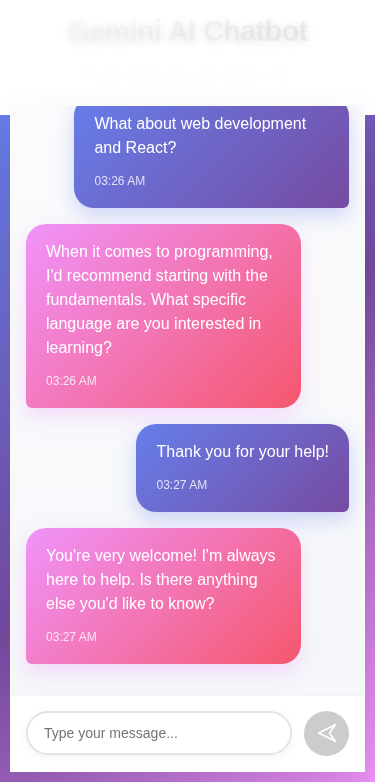 Gemini AI Chatbot
What about web development
and React?
03:26 AM
When it comes to programming,
I'd recommend starting with the
fundamentals. What specific
language are you interested in
learning?
03:26 AM
Thank you for your help!
03:27 AM
You're very welcome! I'm always
here to help. Is there anything
else you'd like to know?
03:27 AM
Type your message...